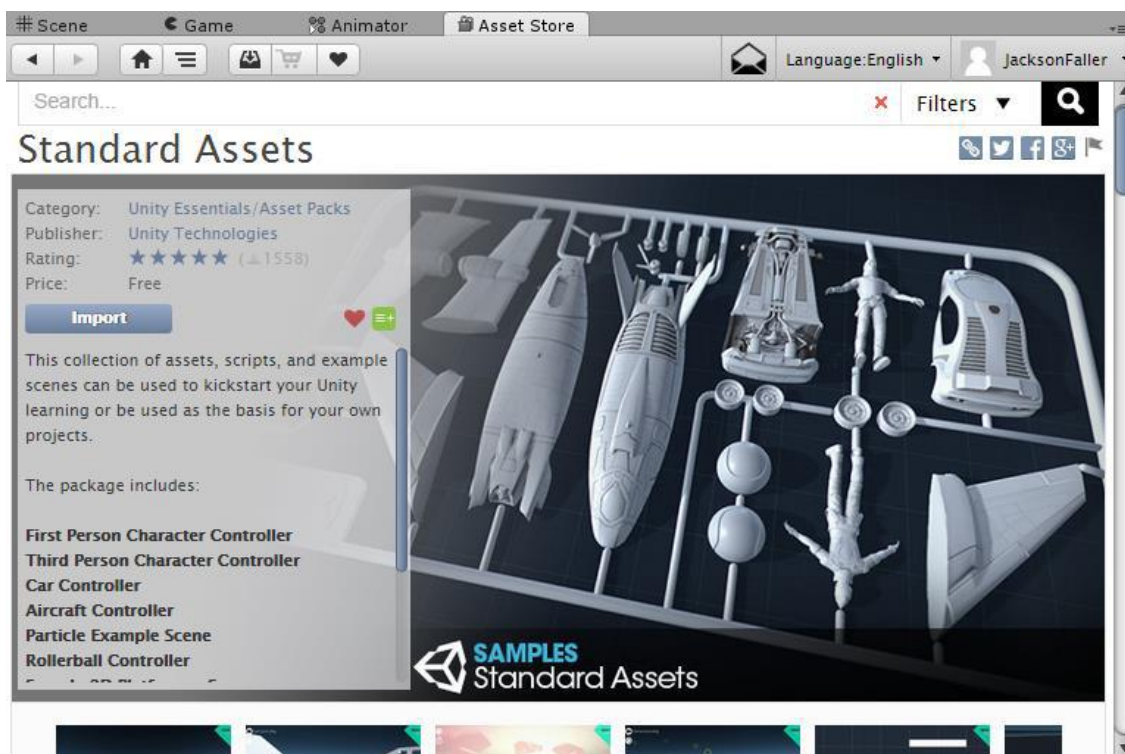 Scene Game Animator Asset Store
Language:English JacksonFaller
Search... Filters
Standard Assets
Category: Unity Essentials/Asset Packs
Publisher: Unity Technologies
Rating: ★★★★★ (1558)
Price: Free
Import
This collection of assets, scripts, and example
scenes can be used to kickstart your Unity
learning or be used as the basis for your own
projects.
The package includes:
First Person Character Controller
Third Person Character Controller
Car Controller
Aircraft Controller
Particle Example Scene
Rollerball Controller
SAMPLES
Standard Assets